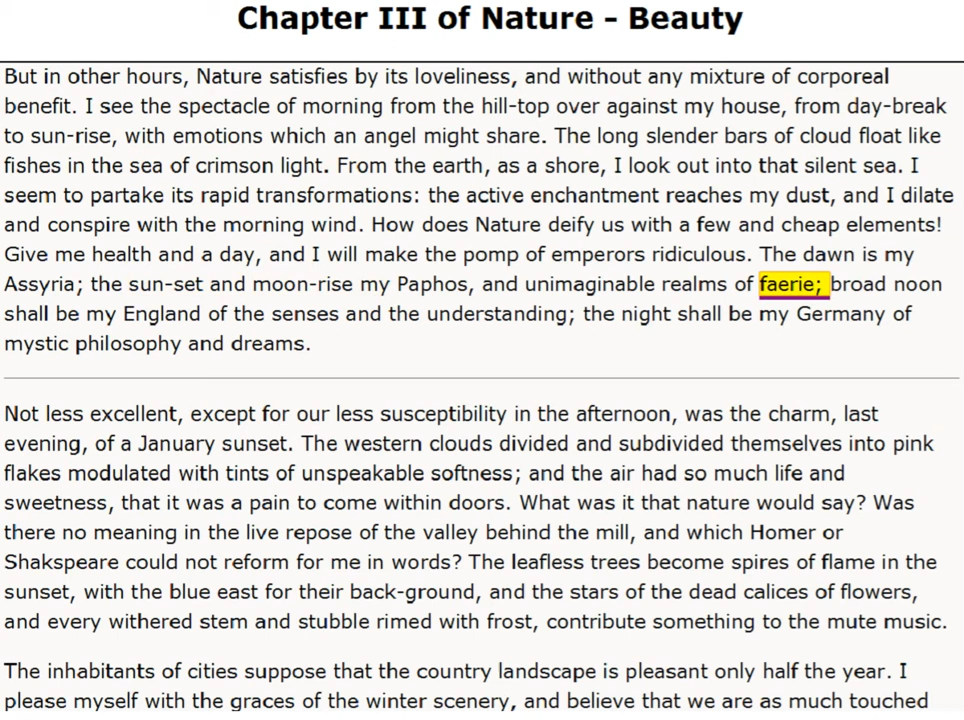 Chapter III of Nature - Beauty
But in other hours, Nature satisfies by its loveliness, and without any mixture of corporeal
benefit. I see the spectacle of morning from the hill-top over against my house, from day-break
to sun-rise, with emotions which an angel might share. The long slender bars of cloud float like
fishes in the sea of crimson light. From the earth, as a shore, I look out into that silent sea. I
seem to partake its rapid transformations: the active enchantment reaches my dust, and I dilate
and conspire with the morning wind. How does Nature deify us with a few and cheap elements!
Give me health and a day, and I will make the pomp of emperors ridiculous. The dawn is my
Assyria; the sun-set and moon-rise my Paphos, and unimaginable realms of faerie; broad noon
shall be my England of the senses and the understanding; the night shall be my Germany of
mystic philosophy and dreams.
Not less excellent, except for our less susceptibility in the afternoon, was the charm, last
evening, of a January sunset. The western clouds divided and subdivided themselves into pink
flakes modulated with tints of unspeakable softness; and the air had so much life and
sweetness, that it was a pain to come within doors. What was it that nature would say? Was
there no meaning in the live repose of the valley behind the mill, and which Homer or
Shakspeare could not reform for me in words? The leafless trees become spires of flame in the
sunset, with the blue east for their back-ground, and the stars of the dead calices of flowers,
and every withered stem and stubble rimed with frost, contribute something to the mute music.
The inhabitants of cities suppose that the country landscape is pleasant only half the year. I
please myself with the graces of the winter scenery, and believe that we are as much touched